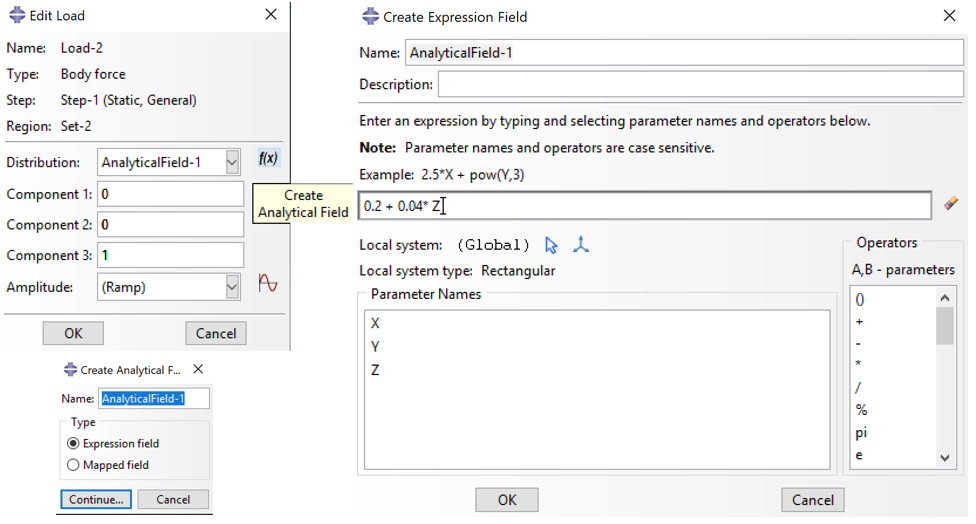 Edit Load
Name: Load-2
Type: Body force
Step: Step-1 (Static, General)
Region: Set-2
Distribution: AnalyticalField-1 f(x)
Component 1: 0
Component 2: 0
Component 3: 1
Amplitude: (Ramp)
OK Cancel
Create
Analytical Field
Create Analytical F...
Name: AnalyticalField-1
Type
Expression field
Mapped field
Continue... Cancel
Create Expression Field
Name: AnalyticalField-1
Description:
Enter an expression by typing and selecting parameter names and operators below.
Note: Parameter names and operators are case sensitive.
Example: 2.5*X + pow(Y,3)
0.2 + 0.04* Z
Local system: (Global)
Local system type: Rectangular
Parameter Names
X
Y
Z
Operators
A,B - parameters
()
+
-
*
/
%
pi
e
OK Cancel